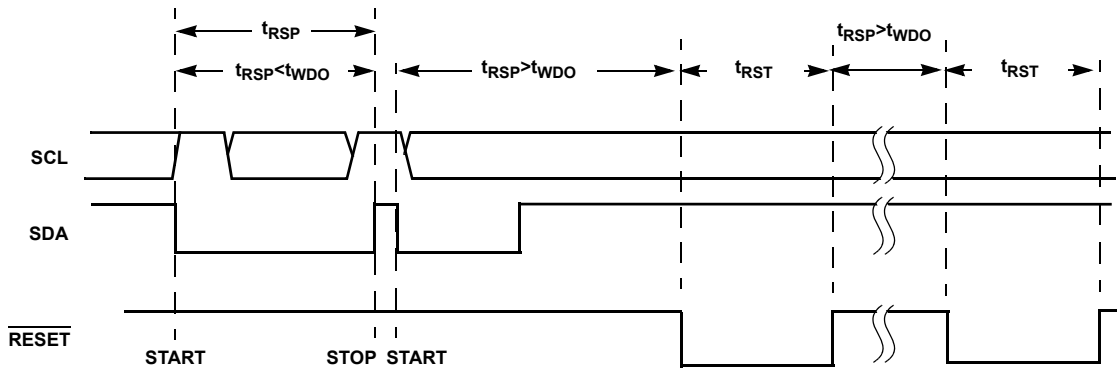 tRSP
tRSP<tWDO
tRSP>tWDO
tRST
tRSP>tWDO
tRST
SCL
SDA
RESET
START
STOP
START